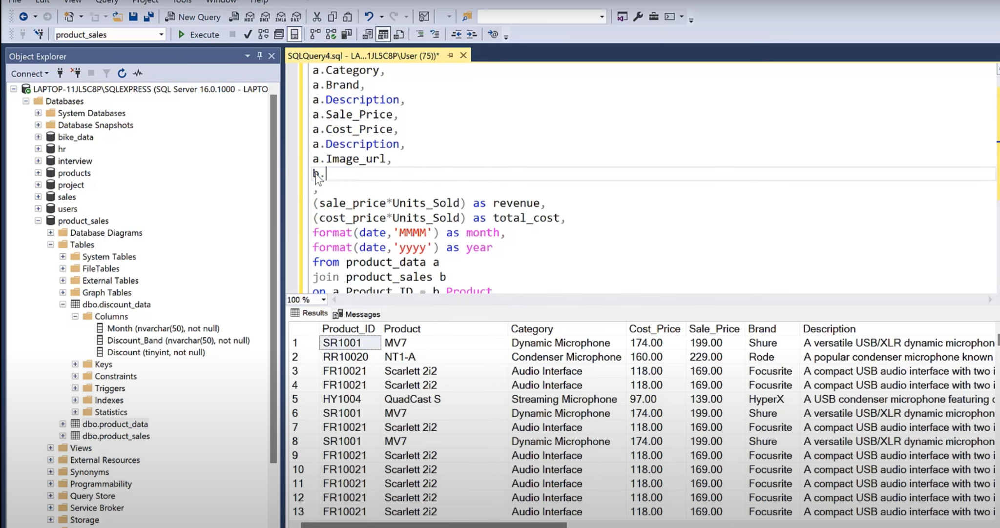 File Edit View Query Project Tools Window Help
New Query MDX DMX XMLA DAX
product_sales Execute
Object Explorer
Connect
LAPTOP-11JL5C8P\SQLEXPRESS (SQL Server 16.0.1000 - LAPTO
Databases
System Databases
Database Snapshots
bike_data
hr
interview
products
project
sales
users
product_sales
Database Diagrams
Tables
System Tables
FileTables
External Tables
Graph Tables
dbo.discount_data
Columns
Month (nvarchar(50), not null)
Discount_Band (nvarchar(50), not null)
Discount (tinyint, not null)
Keys
Constraints
Triggers
Indexes
Statistics
dbo.product_data
dbo.product_sales
Views
External Resources
Synonyms
Programmability
Query Store
Service Broker
Storage
SQLQuery4.sql - LA...1JL5C8P\User (75))*
a.Category,
a.Brand,
a.Description,
a.Sale_Price,
a.Cost_Price,
a.Description,
a.Image_url,
b.
,
(sale_price*Units_Sold) as revenue,
(cost_price*Units_Sold) as total_cost,
format(date,'MMMM') as month,
format(date,'yyyy') as year
from product_data a
join product_sales b
on a.Product_ID = b.Product
100 %
Results Messages
Product_ID Product Category Cost_Price Sale_Price Brand Description
1 SR1001 MV7 Dynamic Microphone 174.00 199.00 Shure A versatile USB/XLR dynamic microphon
2 RR10020 NT1-A Condenser Microphone 160.00 229.00 Rode A popular condenser microphone known
3 FR10021 Scarlett 2i2 Audio Interface 118.00 169.00 Focusrite A compact USB audio interface with two i
4 FR10021 Scarlett 2i2 Audio Interface 118.00 169.00 Focusrite A compact USB audio interface with two i
5 HY1004 QuadCast S Streaming Microphone 97.00 139.00 HyperX A USB condenser microphone featuring c
6 SR1001 MV7 Dynamic Microphone 174.00 199.00 Shure A versatile USB/XLR dynamic microphon
7 FR10021 Scarlett 2i2 Audio Interface 118.00 169.00 Focusrite A compact USB audio interface with two i
8 SR1001 MV7 Dynamic Microphone 174.00 199.00 Shure A versatile USB/XLR dynamic microphon
9 FR10021 Scarlett 2i2 Audio Interface 118.00 169.00 Focusrite A compact USB audio interface with two i
10 FR10021 Scarlett 2i2 Audio Interface 118.00 169.00 Focusrite A compact USB audio interface with two i
11 FR10021 Scarlett 2i2 Audio Interface 118.00 169.00 Focusrite A compact USB audio interface with two i
12 FR10021 Scarlett 2i2 Audio Interface 118.00 169.00 Focusrite A compact USB audio interface with two i
13 FR10021 Scarlett 2i2 Audio Interface 118.00 169.00 Focusrite A compact USB audio interface with two i